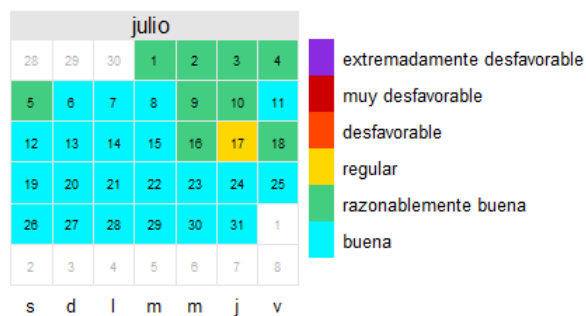 julio
28 29 30 1 2 3 4
5 6 7 8 9 10 11
12 13 14 15 16 17 18
19 20 21 22 23 24 25
26 27 28 29 30 31 1
2 3 4 5 6 7 8
s d l m m j v
extremadamente desfavorable
muy desfavorable
desfavorable
regular
razonablemente buena
buena